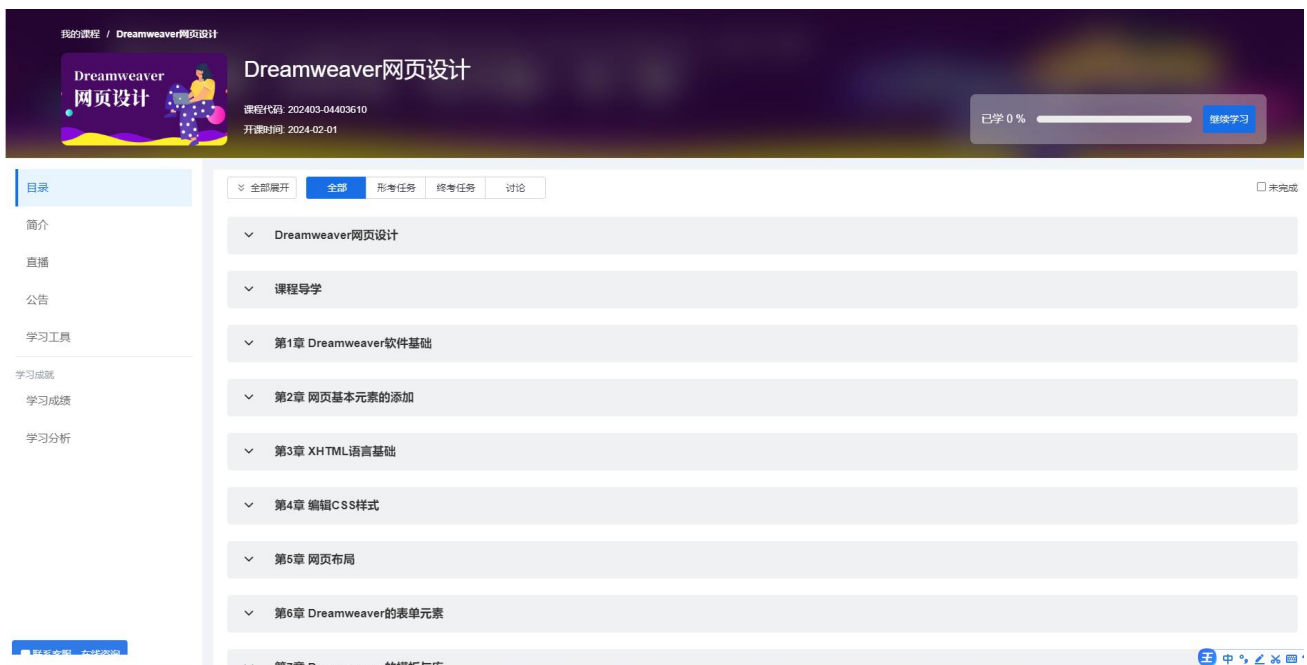 我的课程 / Dreamweaver网页设计
Dreamweaver
网页设计
Dreamweaver网页设计
课程代码: 202403-04403610
开课时间: 2024-02-01
已学 0 %
继续学习
目录
简介
直播
公告
学习工具
学习成就
学习成绩
学习分析
全部展开 全部 形考任务 终考任务 讨论
未完成
Dreamweaver网页设计
课程导学
第1章 Dreamweaver软件基础
第2章 网页基本元素的添加
第3章 XHTML语言基础
第4章 编辑CSS样式
第5章 网页布局
第6章 Dreamweaver的表单元素
王 中